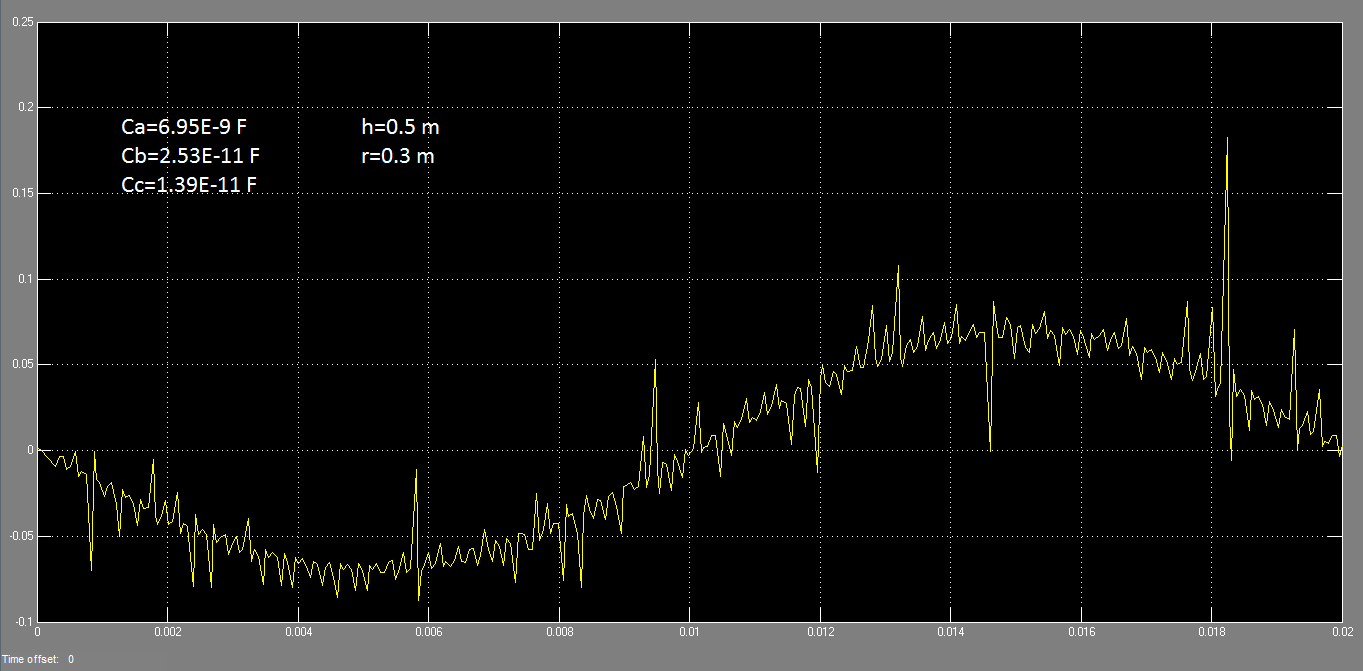 0.25
0.2
0.15
0.1
0.05
0
-0.05
-0.1
Ca=6.95E-9 F
h=0.5 m
Cb=2.53E-11 F
r=0.3 m
Cc=1.39E-11 F
0 0.002 0.004 0.006 0.008 0.01 0.012 0.014 0.016 0.018 0.02
Time offset: 0